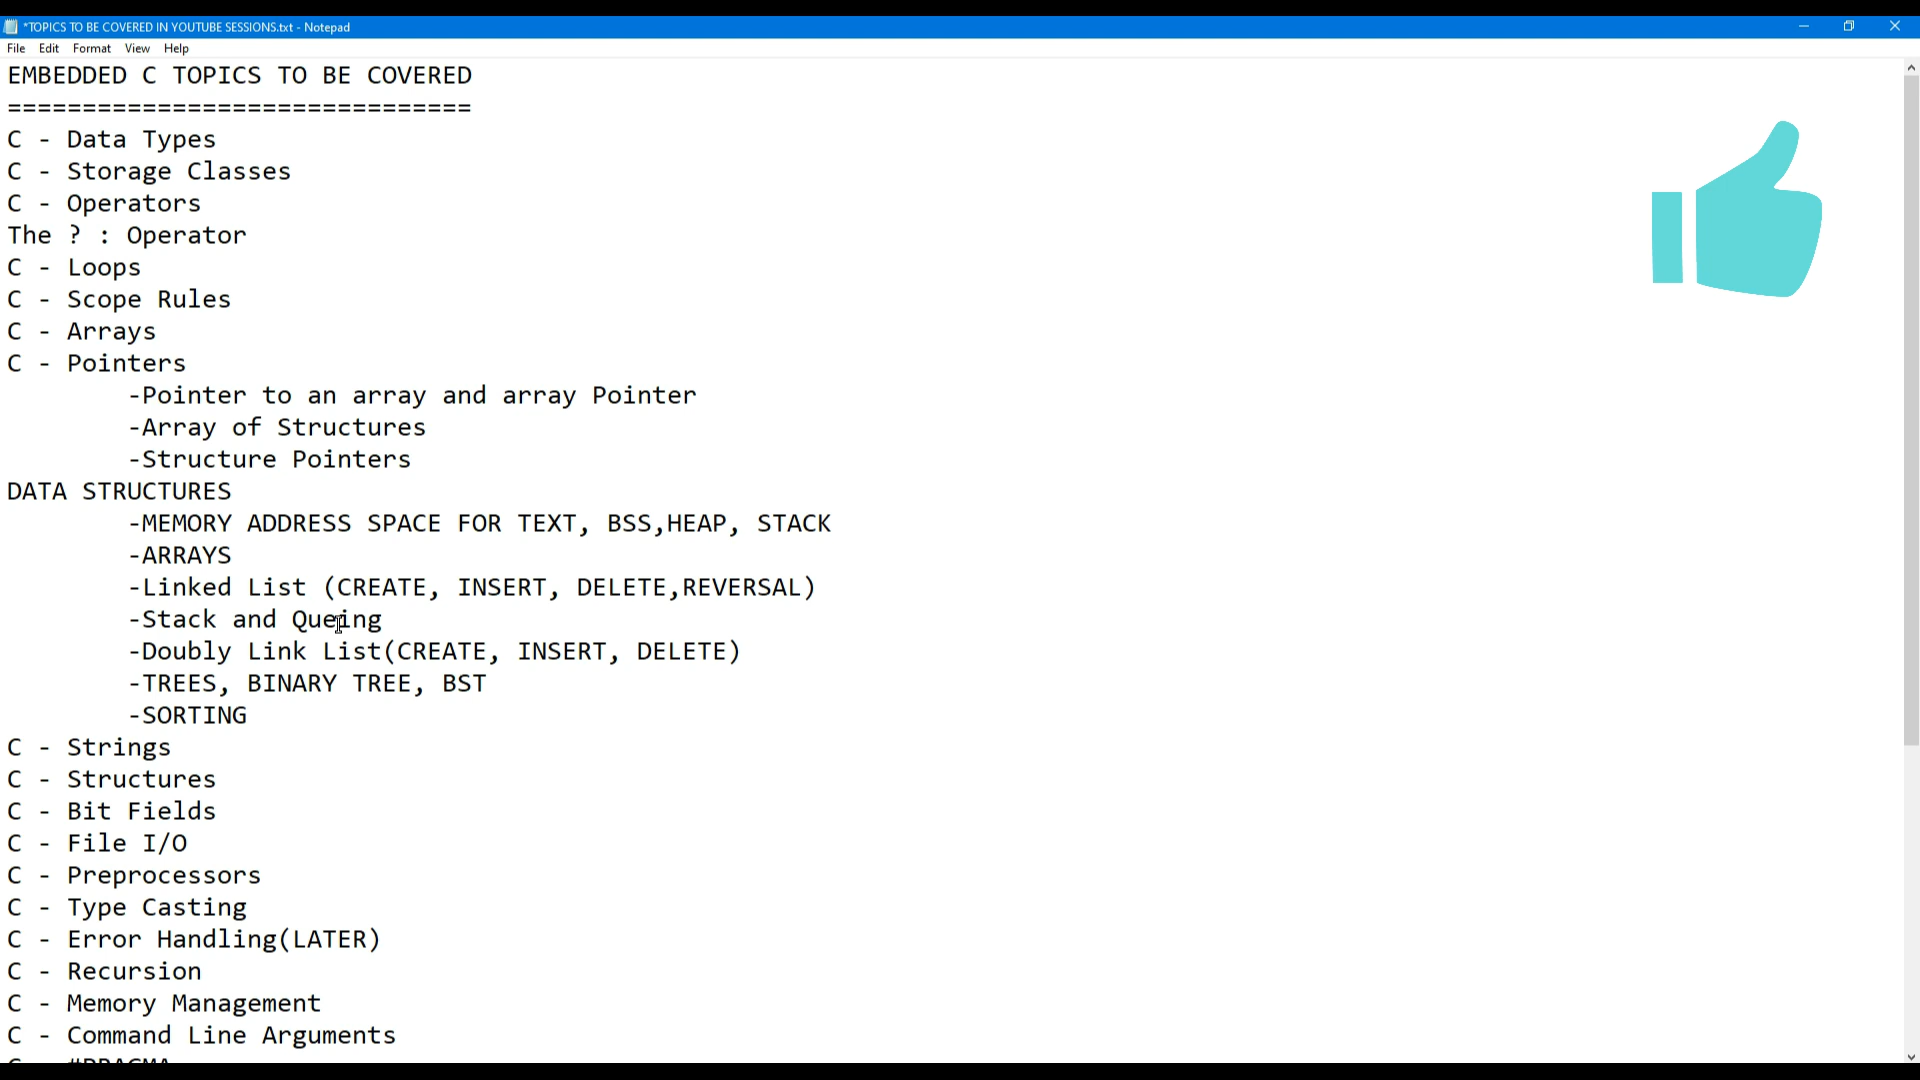 *TOPICS TO BE COVERED IN YOUTUBE SESSIONS.txt - Notepad
File Edit Format View Help
EMBEDDED C TOPICS TO BE COVERED
===============================
C - Data Types
C - Storage Classes
C - Operators
The ? : Operator
C - Loops
C - Scope Rules
C - Arrays
C - Pointers
-Pointer to an array and array Pointer
-Array of Structures
-Structure Pointers
DATA STRUCTURES
-MEMORY ADDRESS SPACE FOR TEXT, BSS,HEAP, STACK
-ARRAYS
-Linked List (CREATE, INSERT, DELETE,REVERSAL)
-Stack and Queing
-Doubly Link List(CREATE, INSERT, DELETE)
-TREES, BINARY TREE, BST
-SORTING
C - Strings
C - Structures
C - Bit Fields
C - File I/O
C - Preprocessors
C - Type Casting
C - Error Handling(LATER)
C - Recursion
C - Memory Management
C - Command Line Arguments
C - #PRAGMA